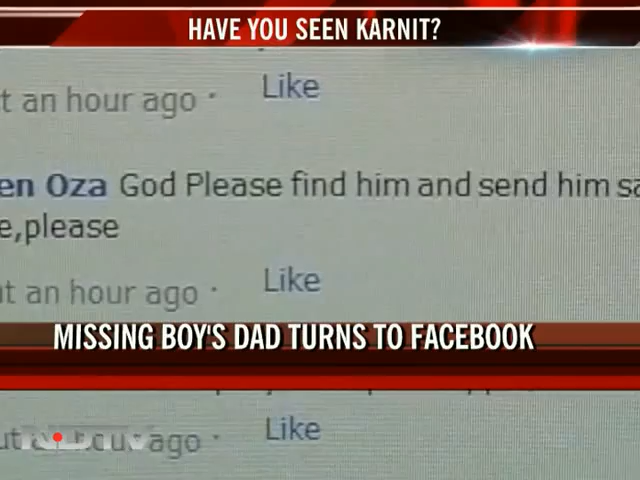 HAVE YOU SEEN KARNIT?
t an hour ago · Like
en Oza God Please find him and send him sa
e,please
ut an hour ago · Like
MISSING BOY'S DAD TURNS TO FACEBOOK
ago · Like